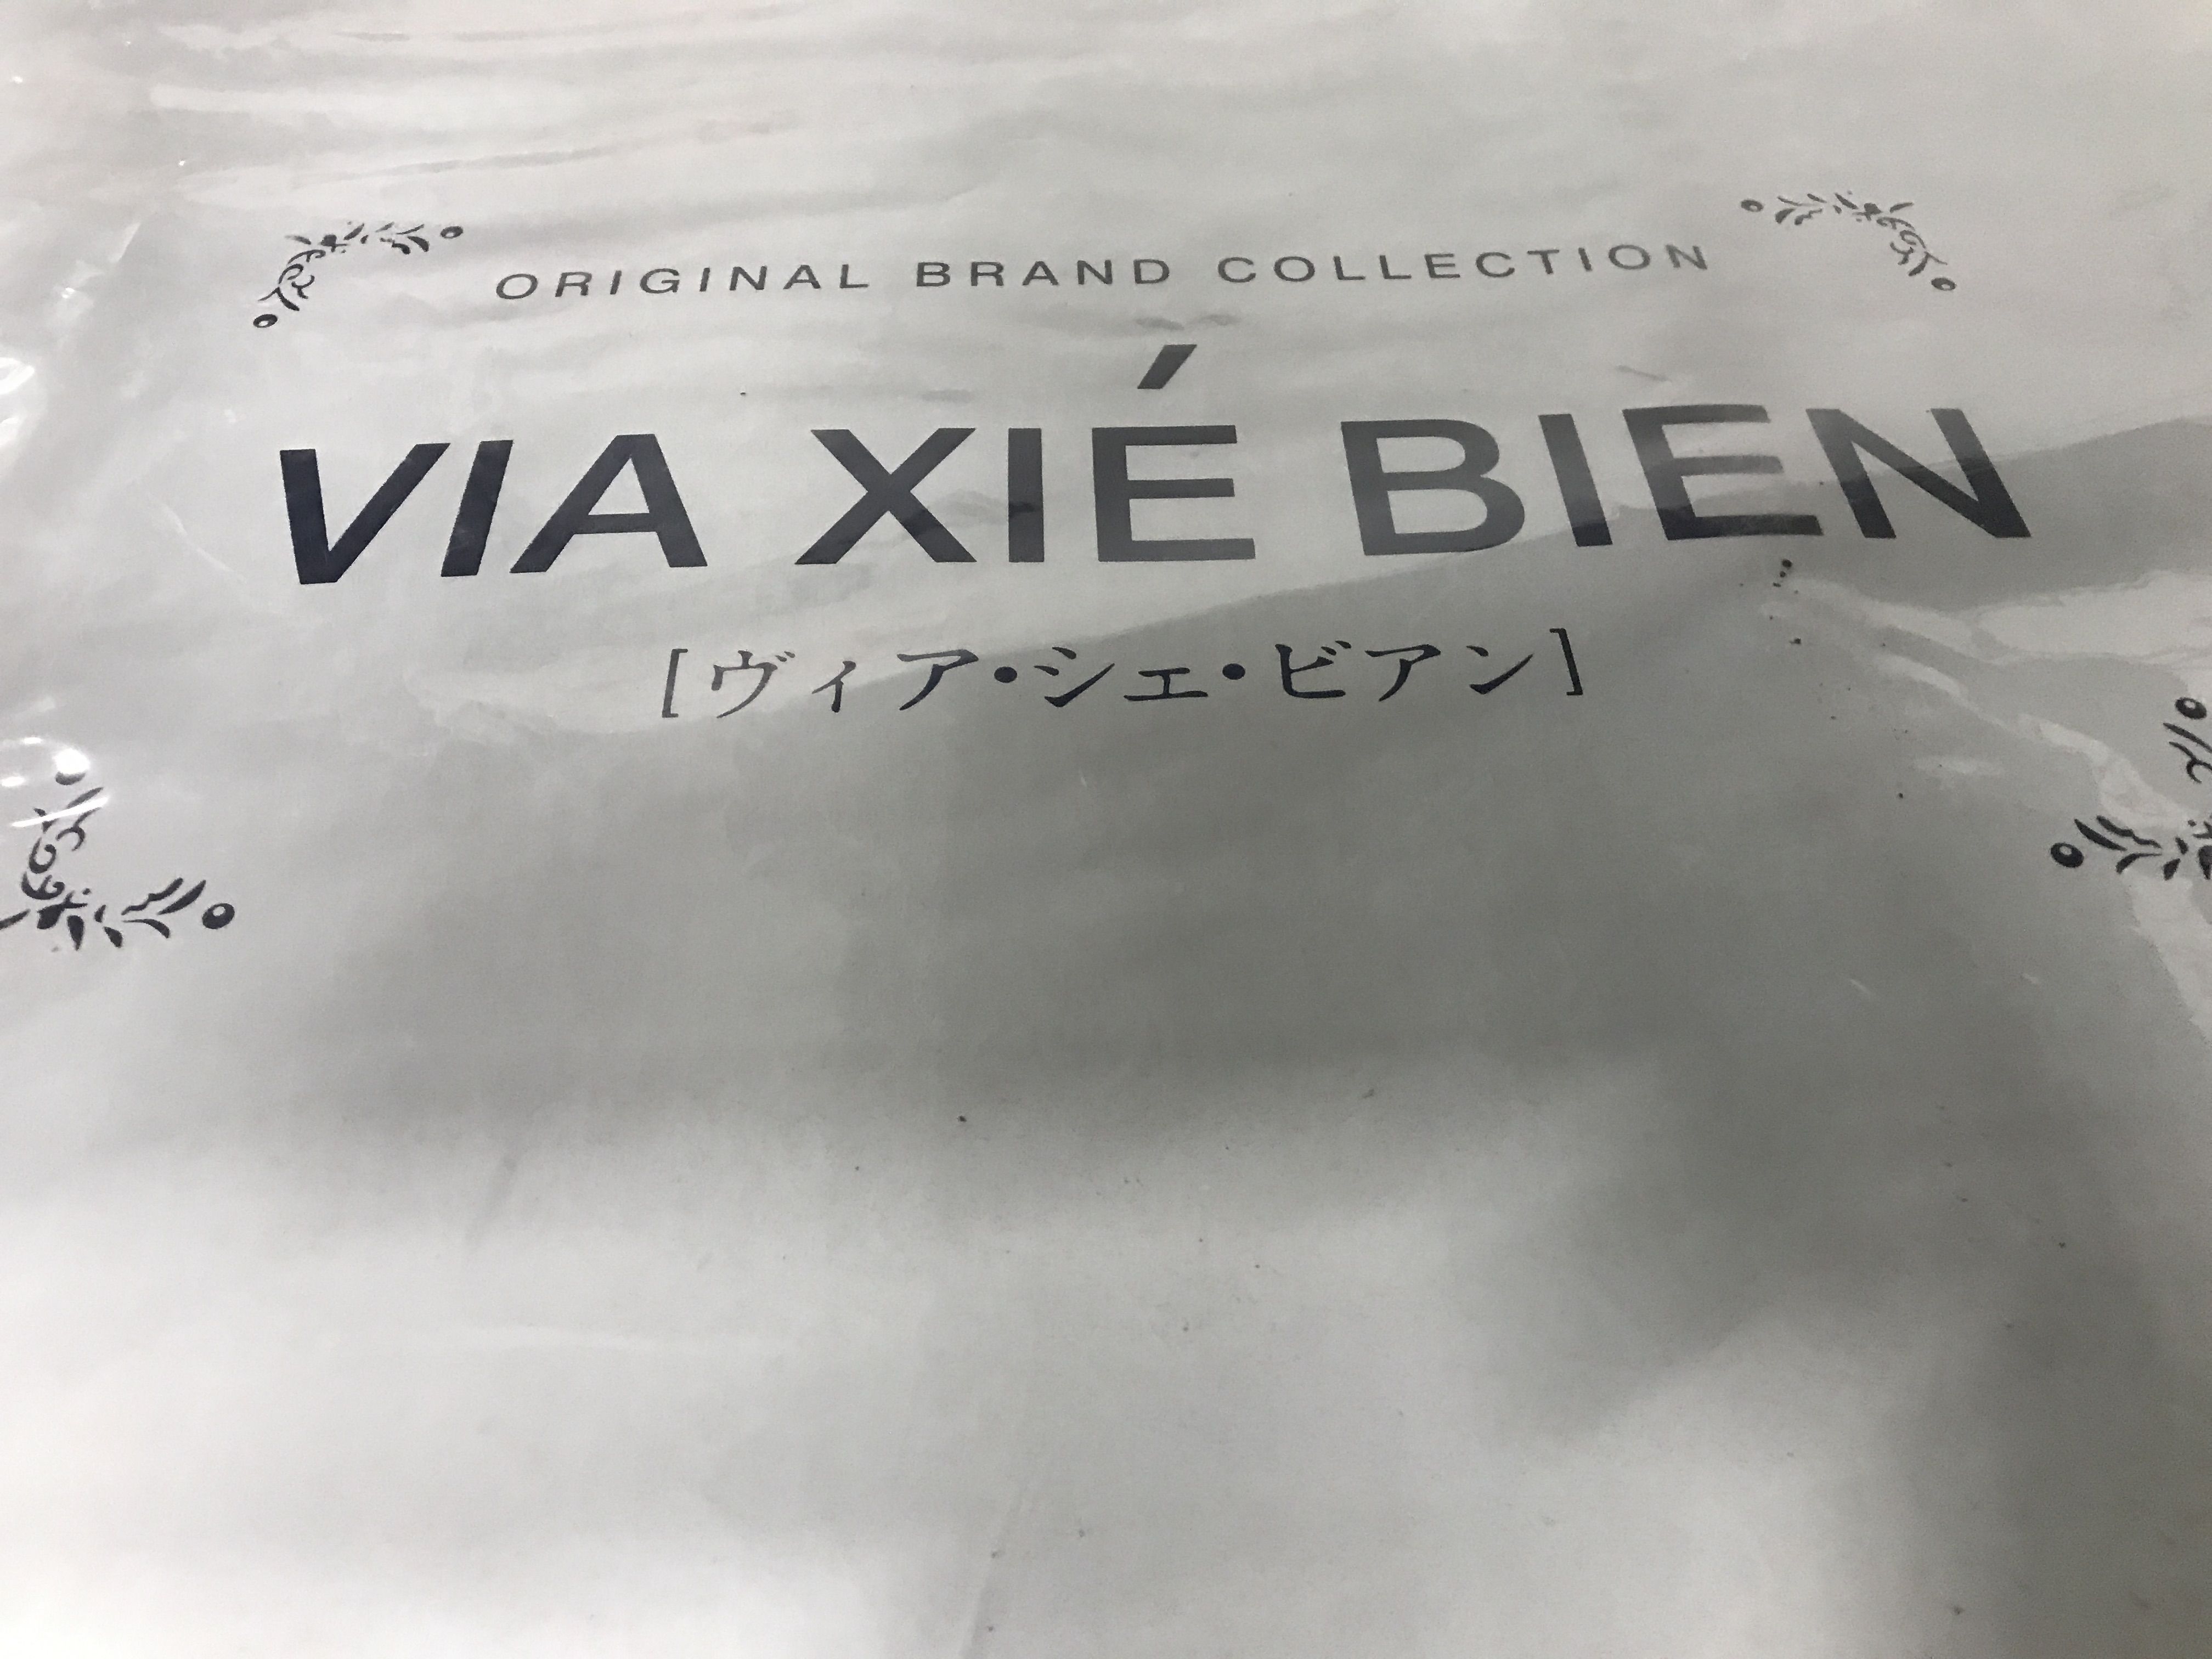 ORIGINAL BRAND COLLECTION
VIA XIÉ BIEN
[ヴィア・シェ・ビアン]